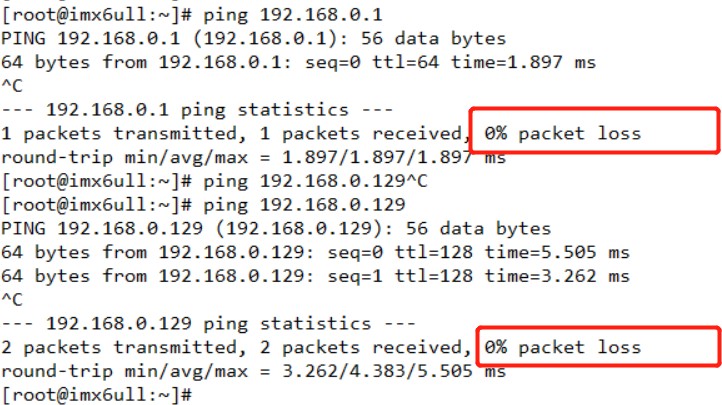 [root@imx6ull:~]# ping 192.168.0.1
PING 192.168.0.1 (192.168.0.1): 56 data bytes
64 bytes from 192.168.0.1: seq=0 ttl=64 time=1.897 ms
^C
--- 192.168.0.1 ping statistics ---
1 packets transmitted, 1 packets received, 0% packet loss
round-trip min/avg/max = 1.897/1.897/1.897 ms
[root@imx6ull:~]# ping 192.168.0.129^C
[root@imx6ull:~]# ping 192.168.0.129
PING 192.168.0.129 (192.168.0.129): 56 data bytes
64 bytes from 192.168.0.129: seq=0 ttl=128 time=5.505 ms
64 bytes from 192.168.0.129: seq=1 ttl=128 time=3.262 ms
^C
--- 192.168.0.129 ping statistics ---
2 packets transmitted, 2 packets received, 0% packet loss
round-trip min/avg/max = 3.262/4.383/5.505 ms
[root@imx6ull:~]#